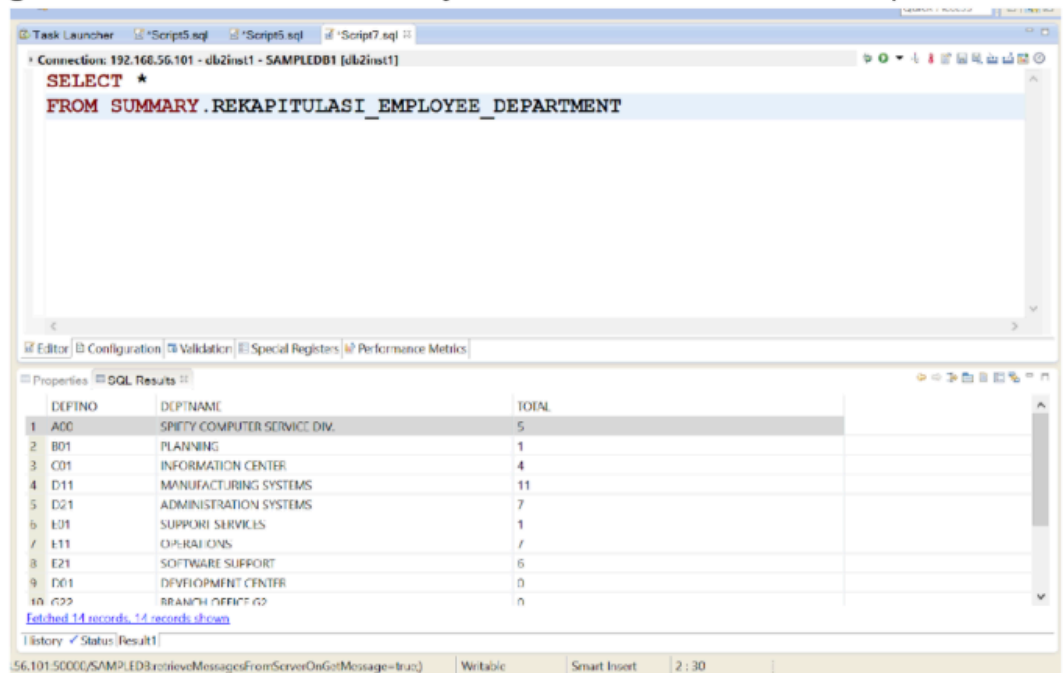 Task Launcher *Script5.sql *Script6.sql *Script7.sql
Connection: 192.168.56.101 - db2inst1 - SAMPLEDB1 [db2inst1]
SELECT *
FROM SUMMARY.REKAPITULASI_EMPLOYEE_DEPARTMENT
Editor Configuration Validation Special Registers Performance Metrics
Properties SQL Results
DEPTNO DEPTNAME TOTAL
1 A00 SPIFFY COMPUTER SERVICE DIV. 5
2 B01 PLANNING 1
3 C01 INFORMATION CENTER 4
4 D11 MANUFACTURING SYSTEMS 11
5 D21 ADMINISTRATION SYSTEMS 7
6 E01 SUPPORT SERVICES 1
7 E11 OPERATIONS 7
8 E21 SOFTWARE SUPPORT 6
9 D01 DEVELOPMENT CENTER 0
10 G22 BRANCH OFFICE G2 0
Fetched 14 records. 14 records shown
History Status Result1
.56.101:50000/SAMPLEDB:retrieveMessagesFromServerOnGetMessage=true;) Writable Smart Insert 2 : 30